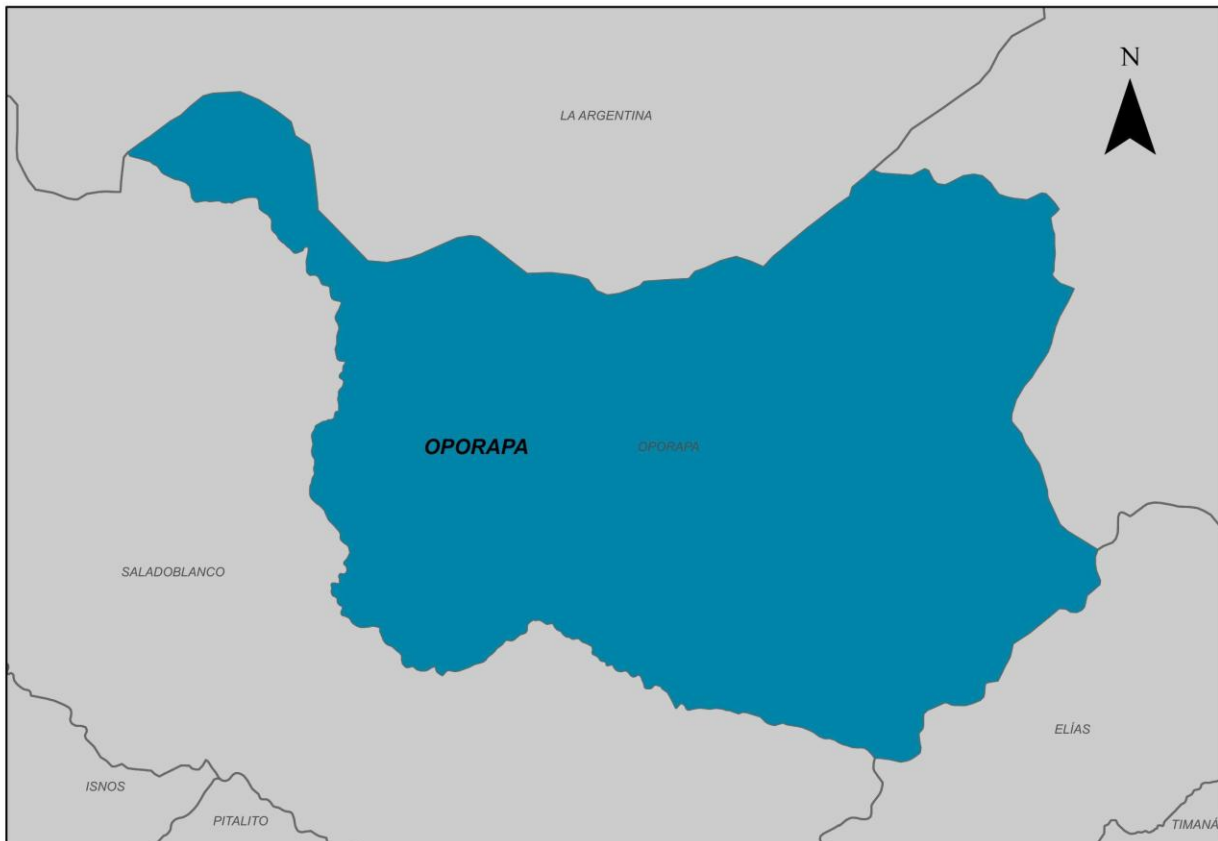 N
LA ARGENTINA
OPORAPA
OPORAPA
SALADOBLANCO
ELÍAS
ISNOS
PITALITO
TIMANÁ